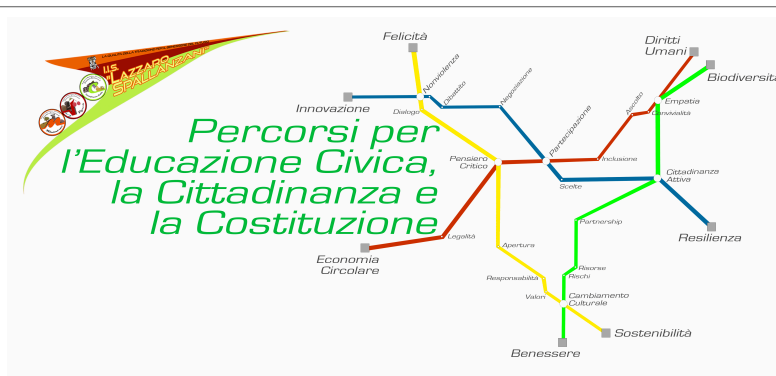 I.I.S.
"LAZZARO
SPALLANZANI"
Percorsi per
l'Educazione Civica,
la Cittadinanza e
la Costituzione
Felicità
Innovazione
Nonviolenza
Dibattito
Dialogo
Negoziazione
Pensiero
Critico
Partecipazione
Inclusione
Scelte
Ascolto
Convivialità
Empatia
Diritti
Umani
Biodiversità
Cittadinanza
Attiva
Resilienza
Partnership
Risorse
Rischi
Legalità
Economia
Circolare
Apertura
Responsabilità
Valori
Cambiamento
Culturale
Sostenibilità
Benessere